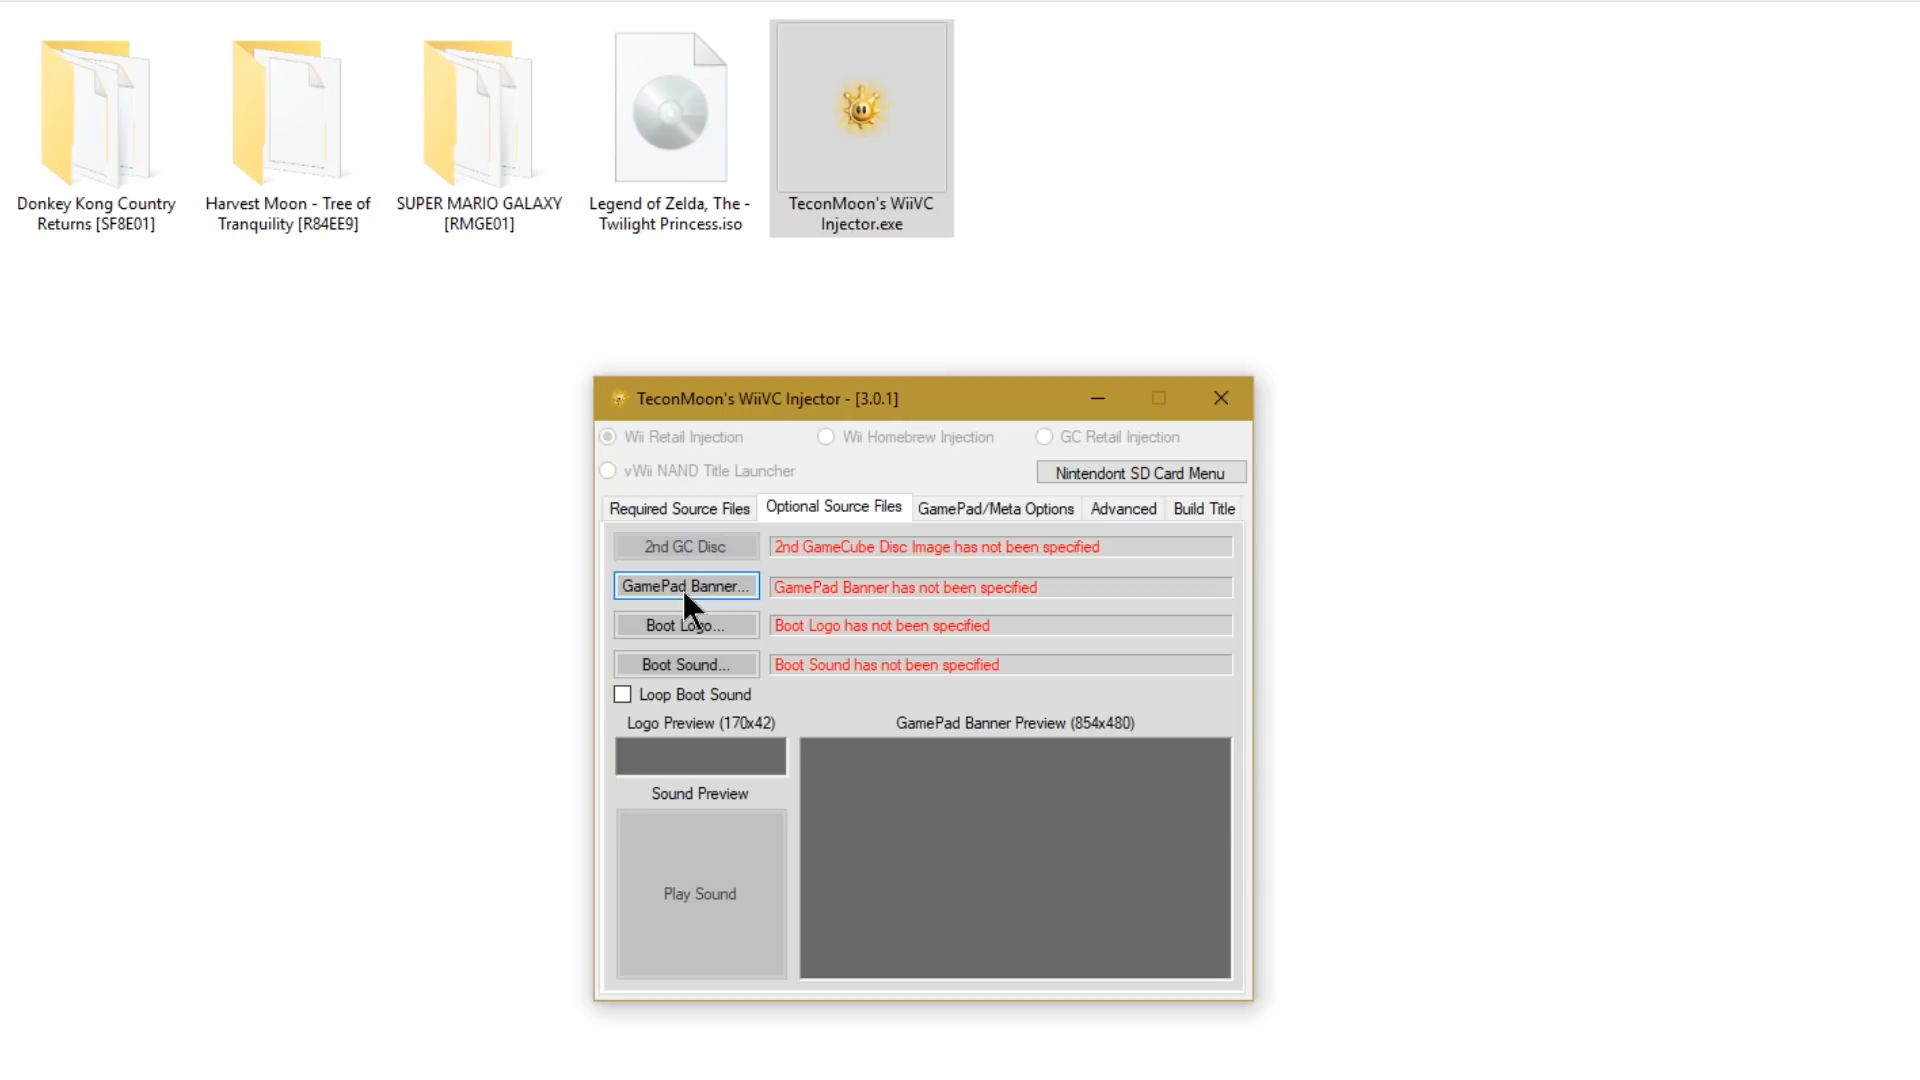 Donkey Kong Country
Returns [SF8E01]
Harvest Moon - Tree of
Tranquility [R84EE9]
SUPER MARIO GALAXY
[RMGE01]
Legend of Zelda, The -
Twilight Princess.iso
TeconMoon's WiiVC
Injector.exe
TeconMoon's WiiVC Injector - [3.0.1]
Wii Retail Injection
Wii Homebrew Injection
GC Retail Injection
vWii NAND Title Launcher
Nintendont SD Card Menu
Required Source Files
Optional Source Files
GamePad/Meta Options
Advanced
Build Title
2nd GC Disc
2nd GameCube Disc Image has not been specified
GamePad Banner...
GamePad Banner has not been specified
Boot Logo...
Boot Logo has not been specified
Boot Sound...
Boot Sound has not been specified
Loop Boot Sound
Logo Preview (170x42)
GamePad Banner Preview (854x480)
Sound Preview
Play Sound